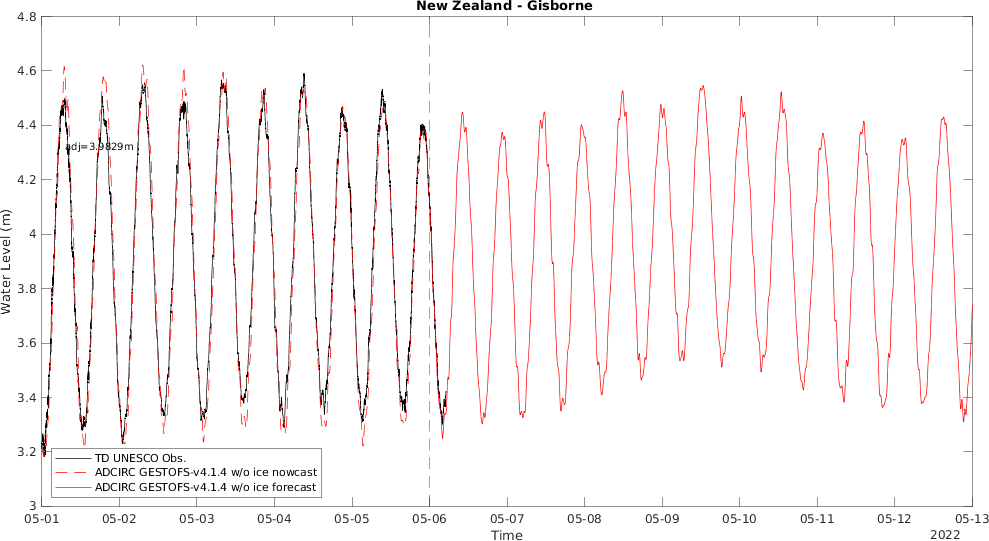 New Zealand - Gisborne
4.8
4.6
4.4
4.2
4
3.8
3.6
3.4
3.2
3
Water Level (m)
adj=3.9829m
TD UNESCO Obs.
ADCIRC GESTOFS-v4.1.4 w/o ice nowcast
ADCIRC GESTOFS-v4.1.4 w/o ice forecast
05-01 05-02 05-03 05-04 05-05 05-06 05-07 05-08 05-09 05-10 05-11 05-12 05-13
Time
2022